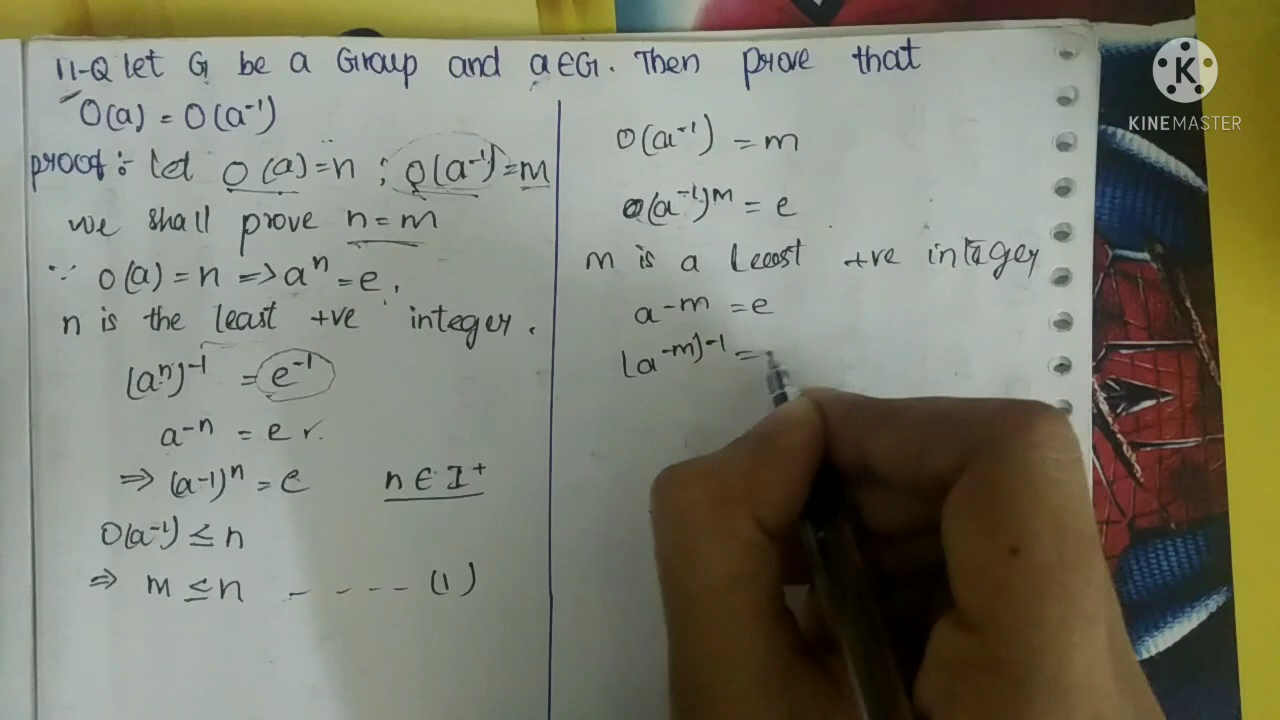 11-Q let G be a Group and a∈G. Then prove that
O(a) = O(a⁻¹)
proof :- let O(a)=n ; O(a⁻¹)=m
we shall prove n=m
∵ O(a) = n ⇒ aⁿ = e,
n is the least +ve integer.
(aⁿ)⁻¹ = e⁻¹
a⁻ⁿ = e
⇒ (a⁻¹)ⁿ = e n ∈ I⁺
O(a⁻¹) ≤ n
⇒ m ≤ n - - - - (1)
O(a⁻¹) = m
(a⁻¹)ᵐ = e
m is a least +ve integer
a⁻ᵐ = e
(a⁻ᵐ)⁻¹ =
K
KINEMASTER